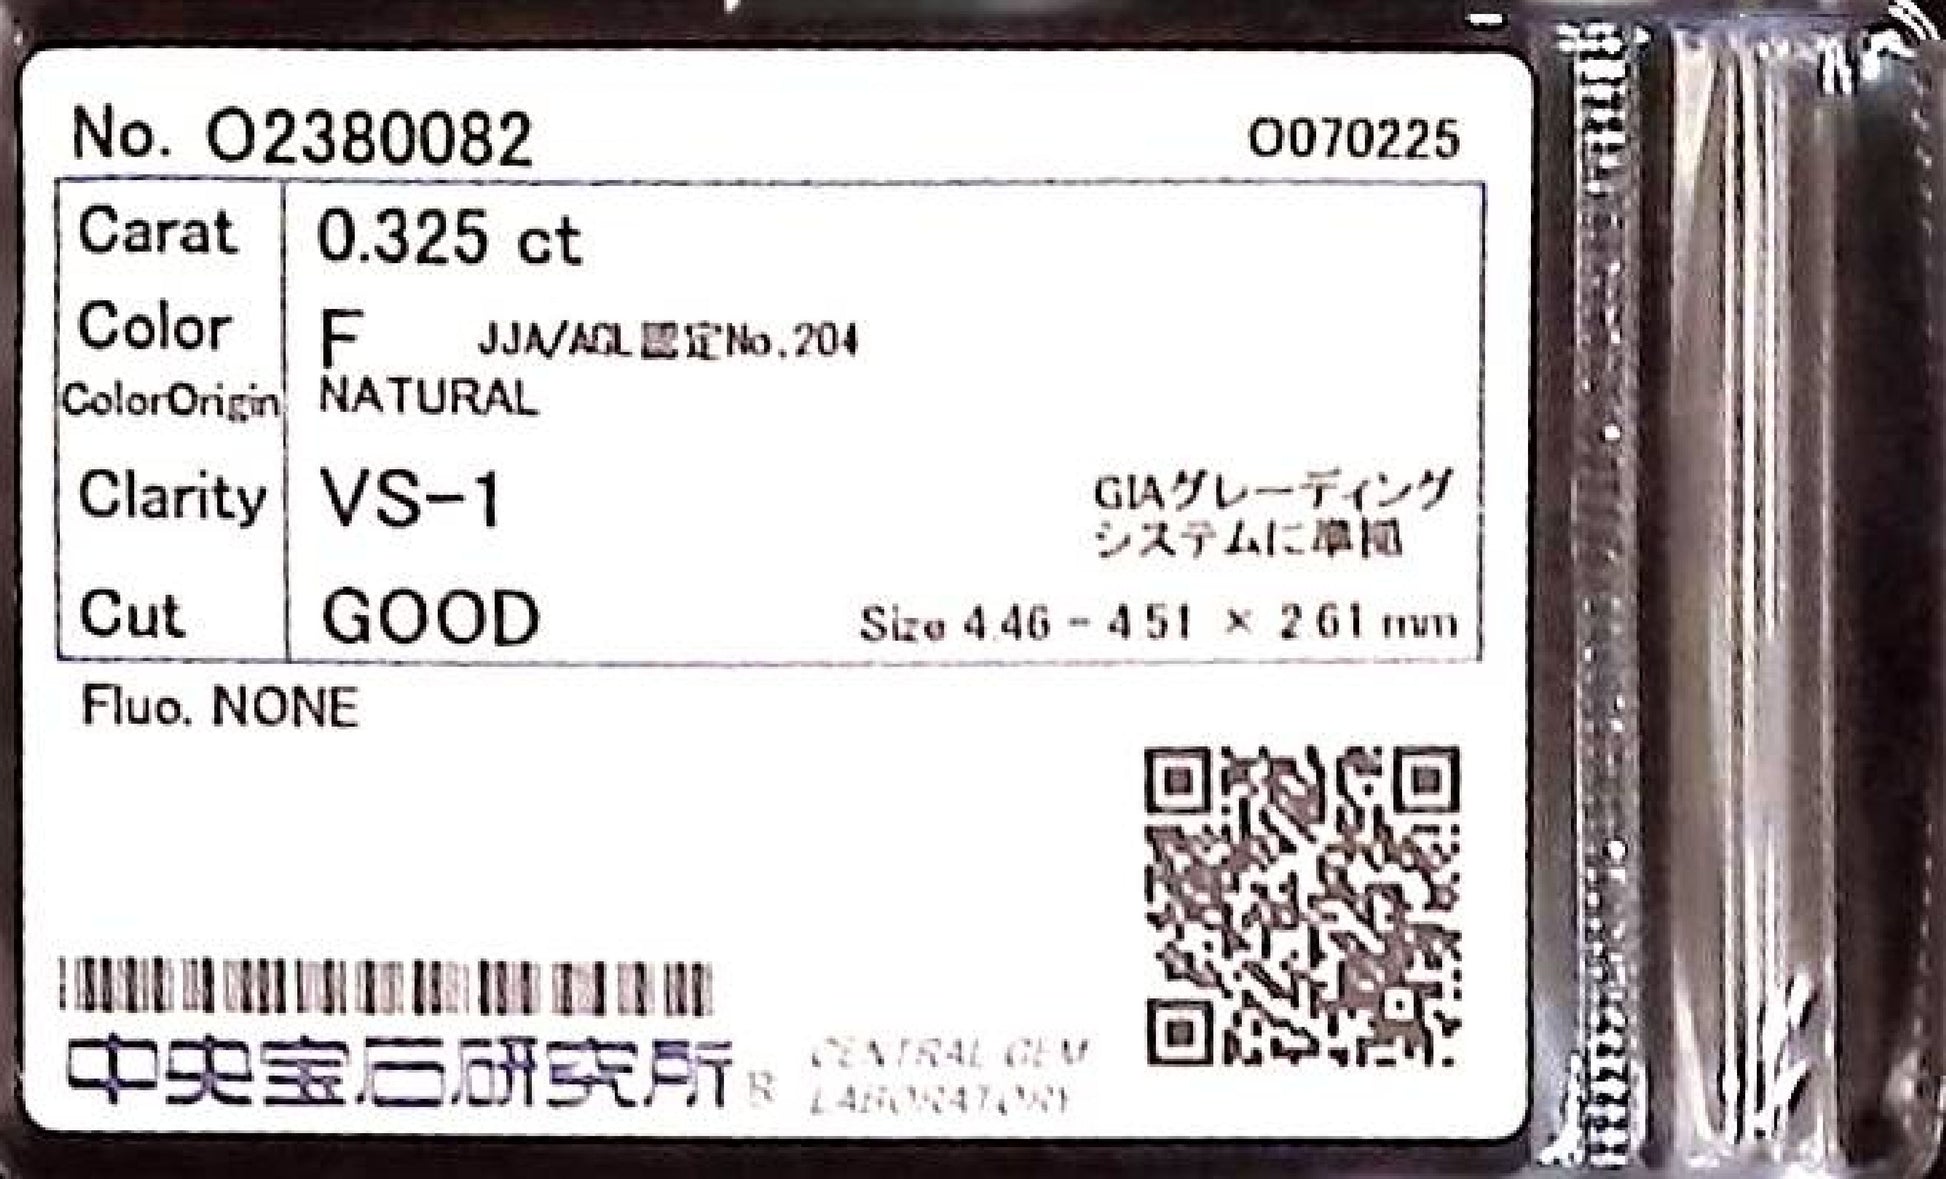 No. O2380082 O070225
Carat 0.325 ct
Color F JJA/AGL認定No.204
ColorOrigin NATURAL
Clarity VS-1 GIAグレーディング
システムに準拠
Cut GOOD Size 4.46 - 4.51 × 2.61 mm
Fluo. NONE
中央宝石研究所® CENTRAL GEM
LABORATORY